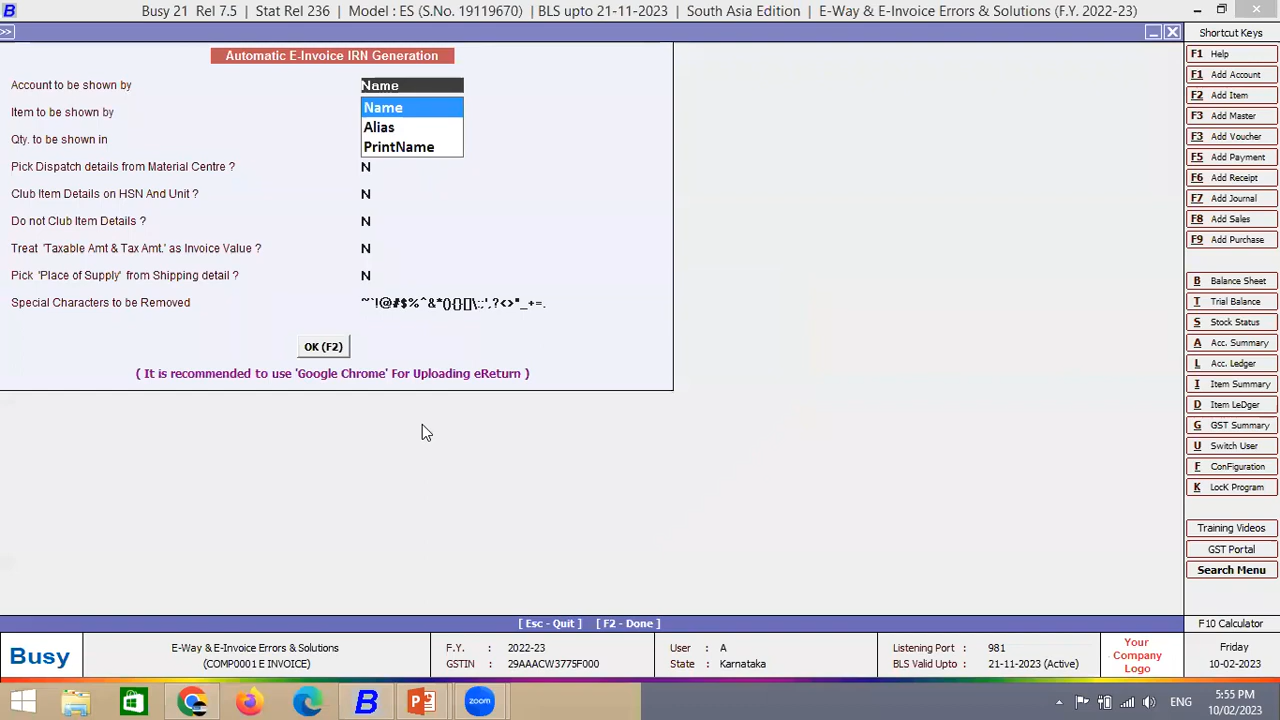 Busy 21 Rel 7.5 | Stat Rel 236 | Model : ES (S.No. 19119670) | BLS upto 21-11-2023 | South Asia Edition | E-Way & E-Invoice Errors & Solutions (F.Y. 2022-23)
>>
Shortcut Keys
Automatic E-Invoice IRN Generation
Account to be shown by Name
Name
Item to be shown by
Alias
Qty. to be shown in
PrintName
Pick Dispatch details from Material Centre ? N
Club Item Details on HSN And Unit ? N
Do not Club Item Details ? N
Treat 'Taxable Amt & Tax Amt.' as Invoice Value ? N
Pick 'Place of Supply' from Shipping detail ? N
Special Characters to be Removed
OK (F2)
( It is recommended to use 'Google Chrome' For Uploading eReturn )
F1 Help
F1 Add Account
F2 Add Item
F3 Add Master
F3 Add Voucher
F5 Add Payment
F6 Add Receipt
F7 Add Journal
F8 Add Sales
F9 Add Purchase
B Balance Sheet
T Trial Balance
S Stock Status
A Acc. Summary
L Acc. Ledger
I Item Summary
D Item LeDger
G GST Summary
U Switch User
F ConFiguration
K LocK Program
Training Videos
GST Portal
Search Menu
[ Esc - Quit ] [ F2 - Done ]
F10 Calculator
Busy
E-Way & E-Invoice Errors & Solutions
(COMP0001 E INVOICE)
F.Y. : 2022-23
GSTIN : 29AAACW3775F000
User : A
State : Karnataka
Listening Port : 981
BLS Valid Upto : 21-11-2023 (Active)
Your
Company
Logo
Friday
10-02-2023
zoom
ENG
5:55 PM
10/02/2023